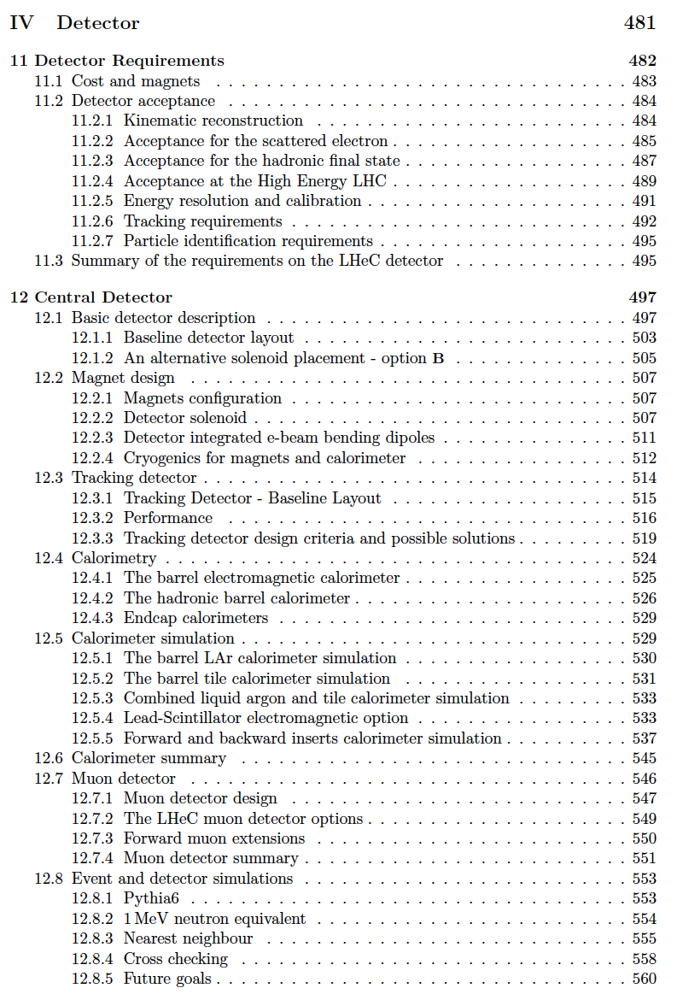 IV Detector 481
11 Detector Requirements 482
11.1 Cost and magnets . . . . . . . . . . . . . . . . . . . . . . . . . . . . . . . . 483
11.2 Detector acceptance . . . . . . . . . . . . . . . . . . . . . . . . . . . . . . . 484
11.2.1 Kinematic reconstruction . . . . . . . . . . . . . . . . . . . . . . . . 484
11.2.2 Acceptance for the scattered electron . . . . . . . . . . . . . . . . . . 485
11.2.3 Acceptance for the hadronic final state . . . . . . . . . . . . . . . . . 487
11.2.4 Acceptance at the High Energy LHC . . . . . . . . . . . . . . . . . . 489
11.2.5 Energy resolution and calibration . . . . . . . . . . . . . . . . . . . . 491
11.2.6 Tracking requirements . . . . . . . . . . . . . . . . . . . . . . . . . . 492
11.2.7 Particle identification requirements . . . . . . . . . . . . . . . . . . . 495
11.3 Summary of the requirements on the LHeC detector . . . . . . . . . . . . . . 495
12 Central Detector 497
12.1 Basic detector description . . . . . . . . . . . . . . . . . . . . . . . . . . . . 497
12.1.1 Baseline detector layout . . . . . . . . . . . . . . . . . . . . . . . . . 503
12.1.2 An alternative solenoid placement - option B . . . . . . . . . . . . . . 505
12.2 Magnet design . . . . . . . . . . . . . . . . . . . . . . . . . . . . . . . . . . 507
12.2.1 Magnets configuration . . . . . . . . . . . . . . . . . . . . . . . . . . 507
12.2.2 Detector solenoid . . . . . . . . . . . . . . . . . . . . . . . . . . . . . 507
12.2.3 Detector integrated e-beam bending dipoles . . . . . . . . . . . . . . . 511
12.2.4 Cryogenics for magnets and calorimeter . . . . . . . . . . . . . . . . 512
12.3 Tracking detector . . . . . . . . . . . . . . . . . . . . . . . . . . . . . . . . . 514
12.3.1 Tracking Detector - Baseline Layout . . . . . . . . . . . . . . . . . . 515
12.3.2 Performance . . . . . . . . . . . . . . . . . . . . . . . . . . . . . . . 516
12.3.3 Tracking detector design criteria and possible solutions . . . . . . . . . 519
12.4 Calorimetry . . . . . . . . . . . . . . . . . . . . . . . . . . . . . . . . . . . . 524
12.4.1 The barrel electromagnetic calorimeter . . . . . . . . . . . . . . . . . 525
12.4.2 The hadronic barrel calorimeter . . . . . . . . . . . . . . . . . . . . . 526
12.4.3 Endcap calorimeters . . . . . . . . . . . . . . . . . . . . . . . . . . . 529
12.5 Calorimeter simulation . . . . . . . . . . . . . . . . . . . . . . . . . . . . . . 529
12.5.1 The barrel LAr calorimeter simulation . . . . . . . . . . . . . . . . . 530
12.5.2 The barrel tile calorimeter simulation . . . . . . . . . . . . . . . . . 531
12.5.3 Combined liquid argon and tile calorimeter simulation . . . . . . . . . 533
12.5.4 Lead-Scintillator electromagnetic option . . . . . . . . . . . . . . . . 533
12.5.5 Forward and backward inserts calorimeter simulation . . . . . . . . . . 537
12.6 Calorimeter summary . . . . . . . . . . . . . . . . . . . . . . . . . . . . . . 545
12.7 Muon detector . . . . . . . . . . . . . . . . . . . . . . . . . . . . . . . . . . 546
12.7.1 Muon detector design . . . . . . . . . . . . . . . . . . . . . . . . . . 547
12.7.2 The LHeC muon detector options . . . . . . . . . . . . . . . . . . . . 549
12.7.3 Forward muon extensions . . . . . . . . . . . . . . . . . . . . . . . . 550
12.7.4 Muon detector summary . . . . . . . . . . . . . . . . . . . . . . . . . 551
12.8 Event and detector simulations . . . . . . . . . . . . . . . . . . . . . . . . . 553
12.8.1 Pythia6 . . . . . . . . . . . . . . . . . . . . . . . . . . . . . . . . . . 553
12.8.2 1 MeV neutron equivalent . . . . . . . . . . . . . . . . . . . . . . . . 554
12.8.3 Nearest neighbour . . . . . . . . . . . . . . . . . . . . . . . . . . . . 555
12.8.4 Cross checking . . . . . . . . . . . . . . . . . . . . . . . . . . . . . . 558
12.8.5 Future goals . . . . . . . . . . . . . . . . . . . . . . . . . . . . . . . . 560